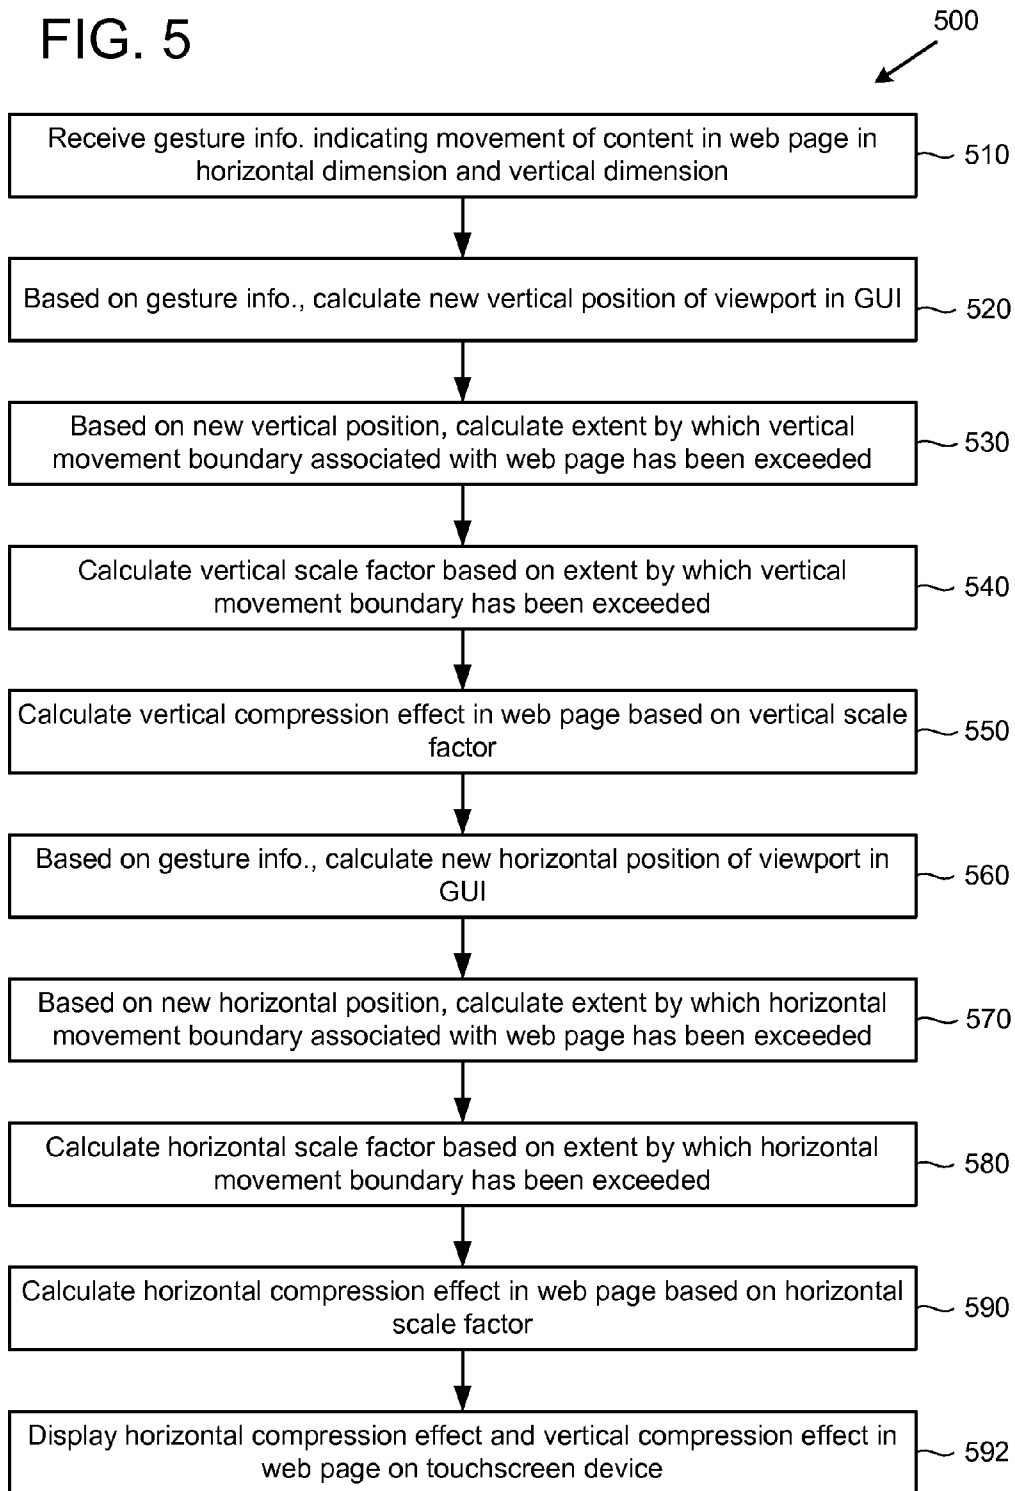 FIG. 5
500
Receive gesture info. indicating movement of content in web page in
horizontal dimension and vertical dimension
510
Based on gesture info., calculate new vertical position of viewport in GUI
520
Based on new vertical position, calculate extent by which vertical
movement boundary associated with web page has been exceeded
530
Calculate vertical scale factor based on extent by which vertical
movement boundary has been exceeded
540
Calculate vertical compression effect in web page based on vertical scale
factor
550
Based on gesture info., calculate new horizontal position of viewport in
GUI
560
Based on new horizontal position, calculate extent by which horizontal
movement boundary associated with web page has been exceeded
570
Calculate horizontal scale factor based on extent by which horizontal
movement boundary has been exceeded
580
Calculate horizontal compression effect in web page based on horizontal
scale factor
590
Display horizontal compression effect and vertical compression effect in
web page on touchscreen device
592